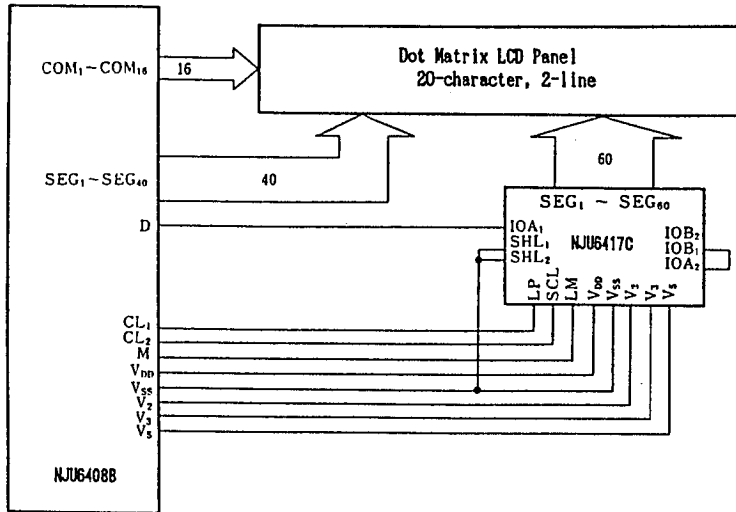 COM₁~COM₁₆
16
Dot Matrix LCD Panel
20-character, 2-line
SEG₁~SEG₄₀
40
60
D
SEG₁ ~ SEG₆₀
IOA₁
SHL₁
SHL₂
NJU6417C
IOB₂
IOB₁
IOA₂
LP
SCL
LM
V_DD
V_SS
V₂
V₃
V₅
CL₁
CL₂
M
V_DD
V_SS
V₂
V₃
V₅
NJU6408B